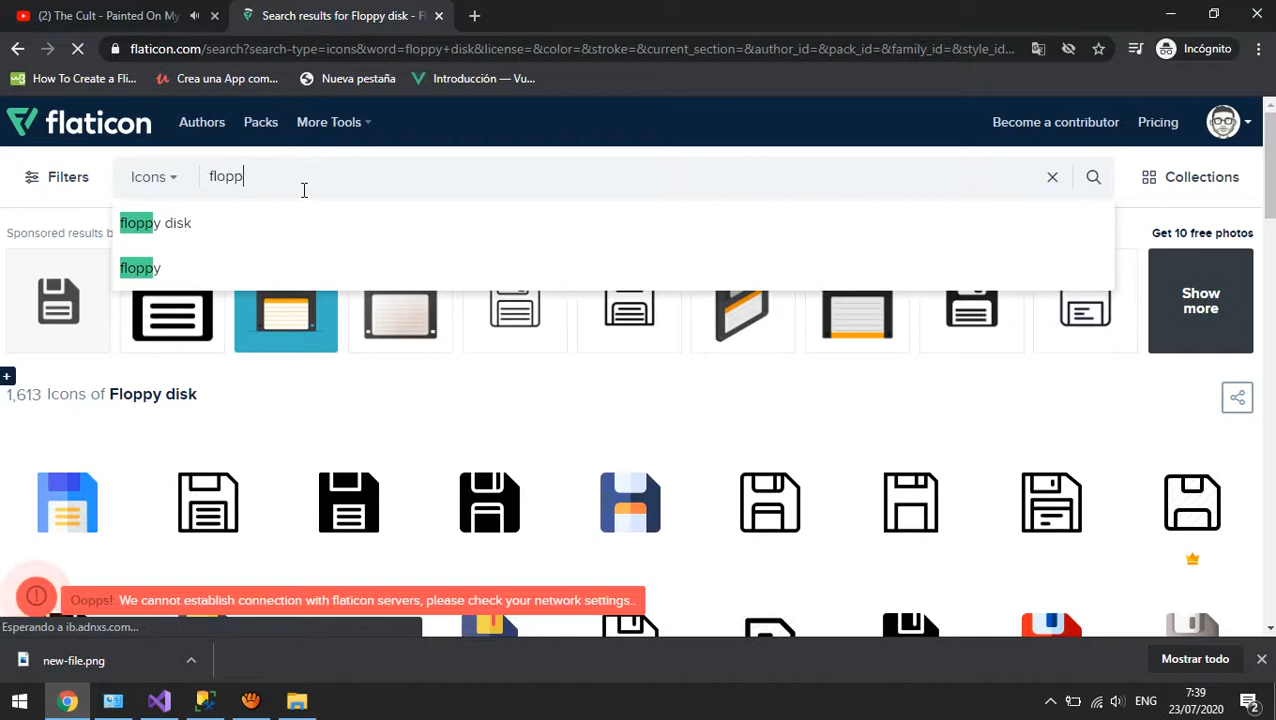 (2) The Cult - Painted On My
Search results for Floppy disk - F
flaticon.com/search?search-type=icons&word=floppy+disk&license=&color=&stroke=&current_section=&author_id=&pack_id=&family_id=&style_id...
Incógnito
How To Create a Fli...
Crea una App com...
Nueva pestaña
Introducción — Vu...
flaticon
Authors
Packs
More Tools
Become a contributor
Pricing
Filters
Icons
flopp
Collections
floppy disk
Sponsored results b
Get 10 free photos
floppy
Show
more
1,613 Icons of Floppy disk
Oopps!: We cannot establish connection with flaticon servers, please check your network settings..
Esperando a ib.adnxs.com...
new-file.png
Mostrar todo
ENG
7:39
23/07/2020
2